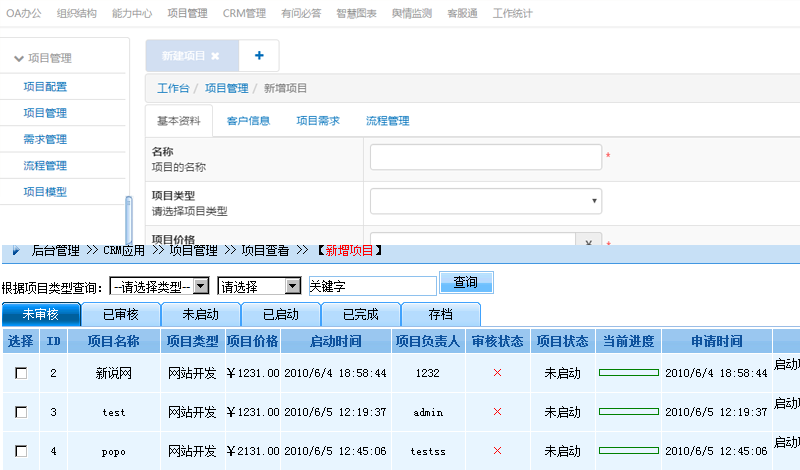 OA办公 组织结构 能力中心 项目管理 CRM管理 有问必答 智慧图表 舆情监测 客服通 工作统计
项目管理
项目配置
项目管理
需求管理
流程管理
项目模型
新建项目 × +
工作台 / 项目管理 / 新增项目
基本资料 客户信息 项目需求 流程管理
名称
项目的名称
*
项目类型
请选择项目类型
项目价格
*
后台管理 >> CRM应用 >> 项目管理 >> 项目查看 >> 【新增项目】
根据项目类型查询: --请选择类型-- 请选择 关键字 查询
未审核 已审核 未启动 已启动 已完成 存档
选择 ID 项目名称 项目类型 项目价格 启动时间 项目负责人 审核状态 项目状态 当前进度 申请时间
2 新说网 网站开发 ¥1231.00 2010/6/4 18:58:44 1232 × 未启动 2010/6/4 18:58:44 启动项
3 test 网站开发 ¥1231.00 2010/6/5 12:19:37 admin × 未启动 2010/6/5 12:19:37 启动项
4 popo 网站开发 ¥2131.00 2010/6/5 12:45:06 testss × 未启动 2010/6/5 12:45:06 启动项